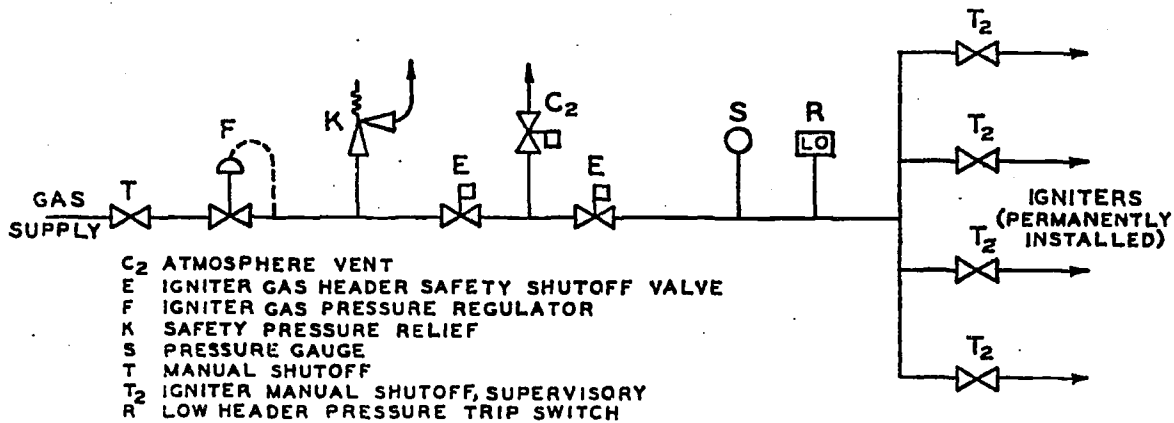 T₂
C₂
K
F
S
R
LO
T₂
GAS
SUPPLY
T
E
E
IGNITERS
(PERMANENTLY
INSTALLED)
T₂
T₂
C₂ ATMOSPHERE VENT
E IGNITER GAS HEADER SAFETY SHUTOFF VALVE
F IGNITER GAS PRESSURE REGULATOR
K SAFETY PRESSURE RELIEF
S PRESSURE GAUGE
T MANUAL SHUTOFF
T₂ IGNITER MANUAL SHUTOFF, SUPERVISORY
R LOW HEADER PRESSURE TRIP SWITCH